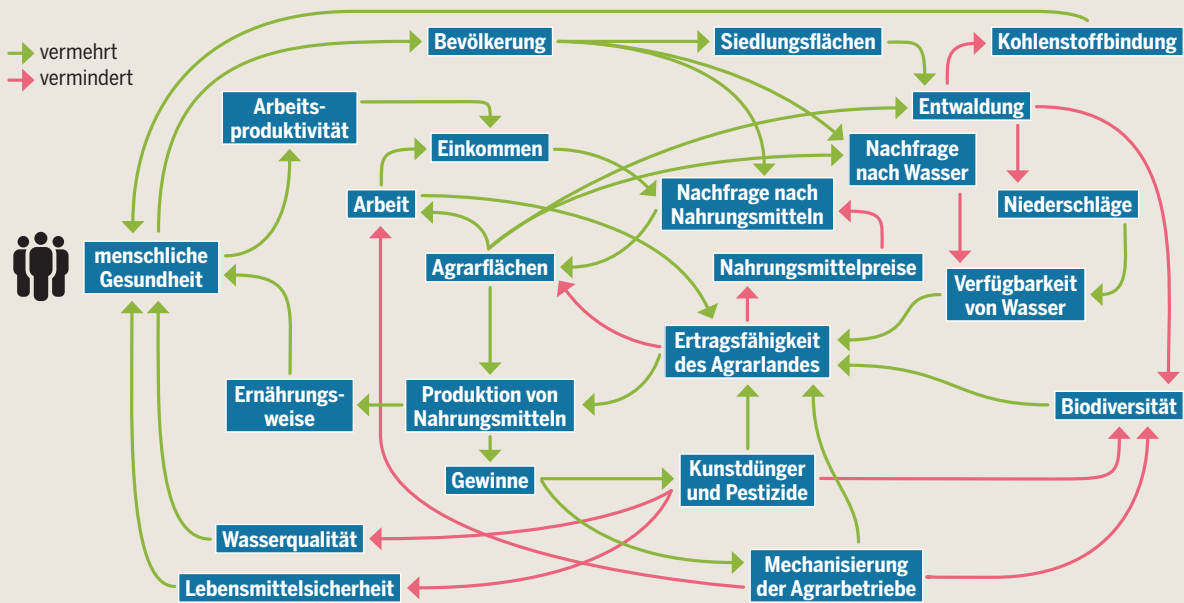 vermehrt
vermindert
Bevölkerung
Siedlungsflächen
Kohlenstoffbindung
Arbeits-
produktivität
Entwaldung
Einkommen
Nachfrage
nach Wasser
Arbeit
Nachfrage nach
Nahrungsmitteln
Niederschläge
menschliche
Gesundheit
Agrarflächen
Nahrungsmittelpreise
Verfügbarkeit
von Wasser
Ertragsfähigkeit
des Agrarlandes
Ernährungs-
weise
Produktion von
Nahrungsmitteln
Biodiversität
Gewinne
Kunstdünger
und Pestizide
Wasserqualität
Mechanisierung
der Agrarbetriebe
Lebensmittelsicherheit